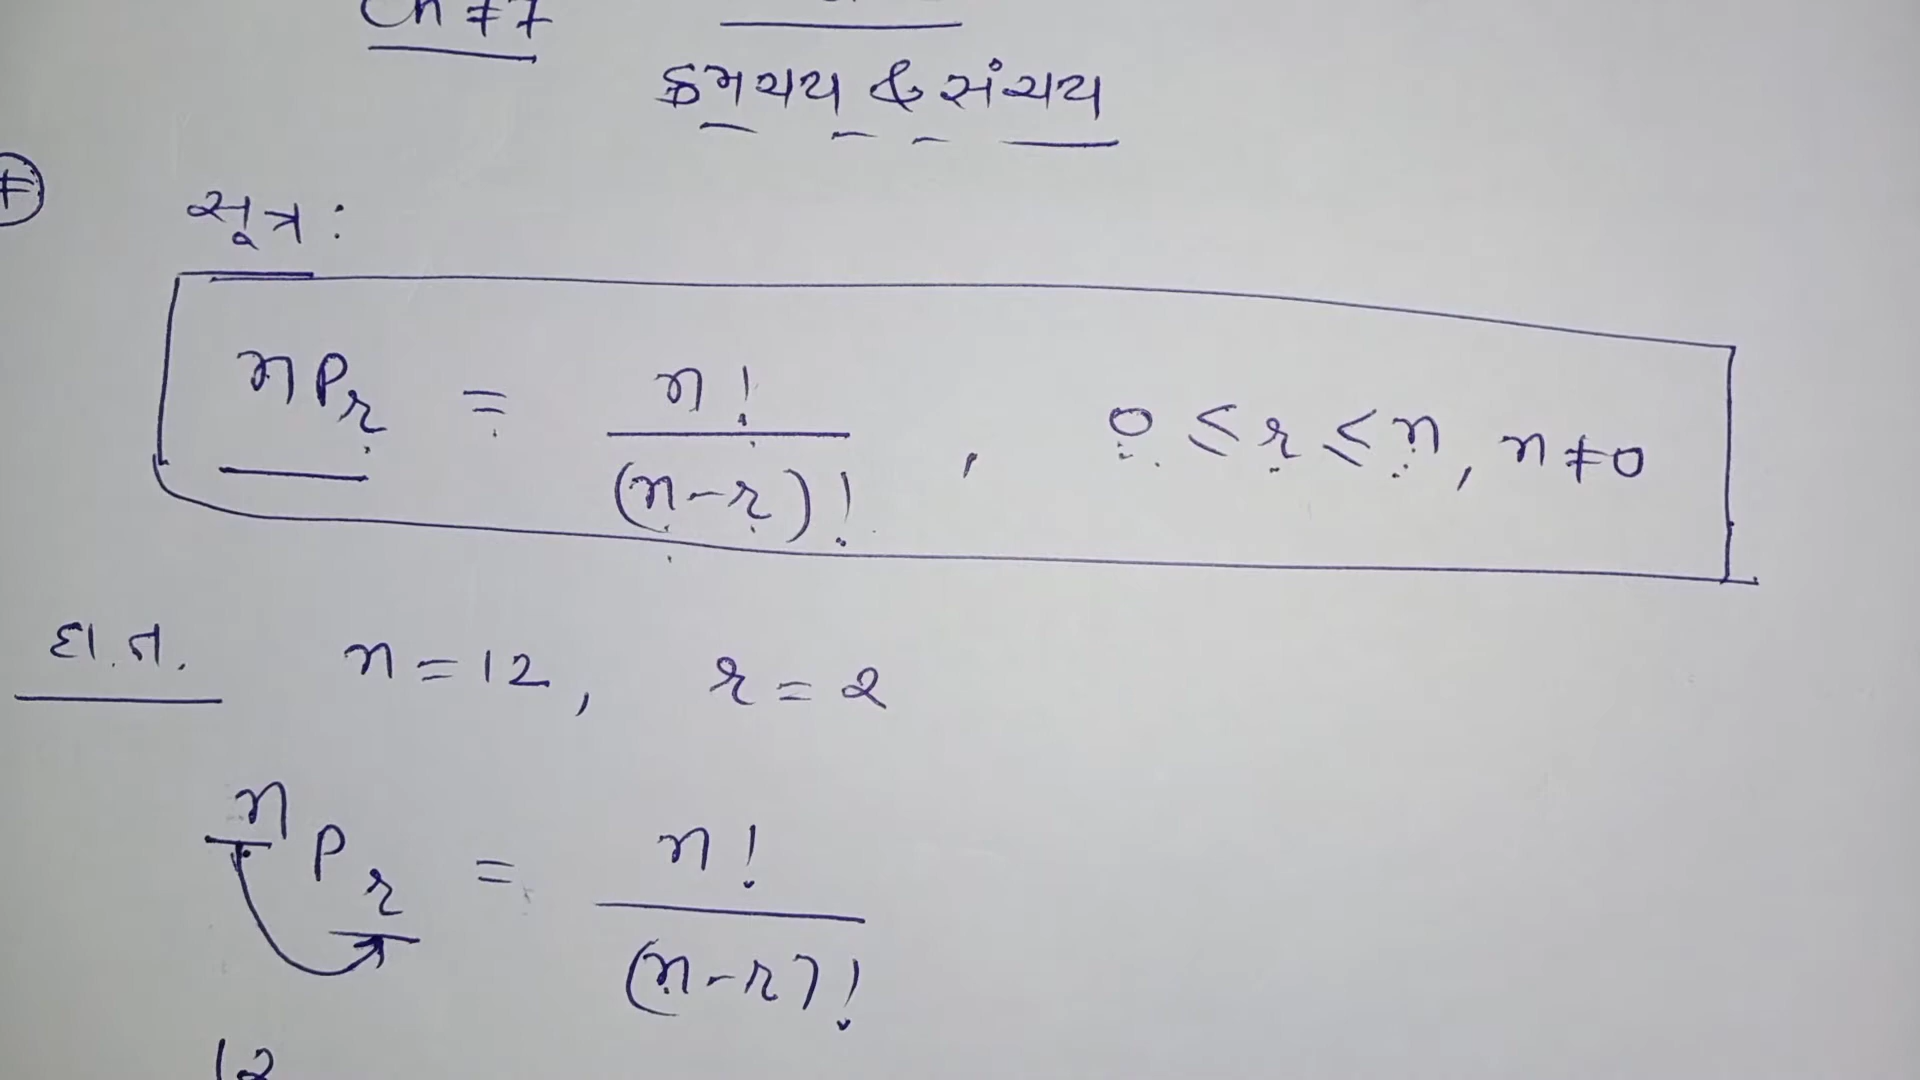 Ch #7
ક્રમચય & સંચય
સૂત્ર :
nPr = n! / (n-r)! , 0 ≤ r ≤ n, n ≠ 0
દા.ત. n = 12, r = 2
nPr = n! / (n-r)!
12